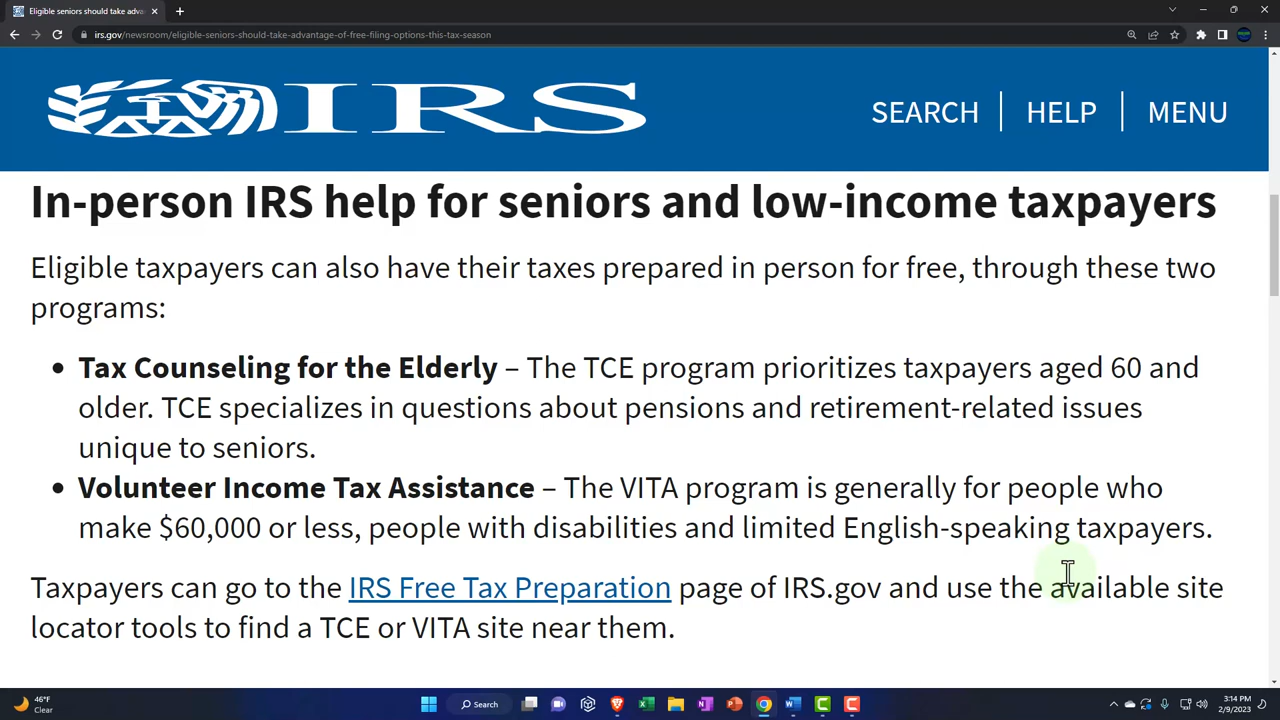 Eligible seniors should take adva
irs.gov/newsroom/eligible-seniors-should-take-advantage-of-free-filing-options-this-tax-season
IRS
SEARCH
HELP
MENU
In-person IRS help for seniors and low-income taxpayers
Eligible taxpayers can also have their taxes prepared in person for free, through these two
programs:
• Tax Counseling for the Elderly – The TCE program prioritizes taxpayers aged 60 and
older. TCE specializes in questions about pensions and retirement-related issues
unique to seniors.
• Volunteer Income Tax Assistance – The VITA program is generally for people who
make $60,000 or less, people with disabilities and limited English-speaking taxpayers.
Taxpayers can go to the IRS Free Tax Preparation page of IRS.gov and use the available site
locator tools to find a TCE or VITA site near them.
46°F
Clear
Search
3:14 PM
2/9/2023